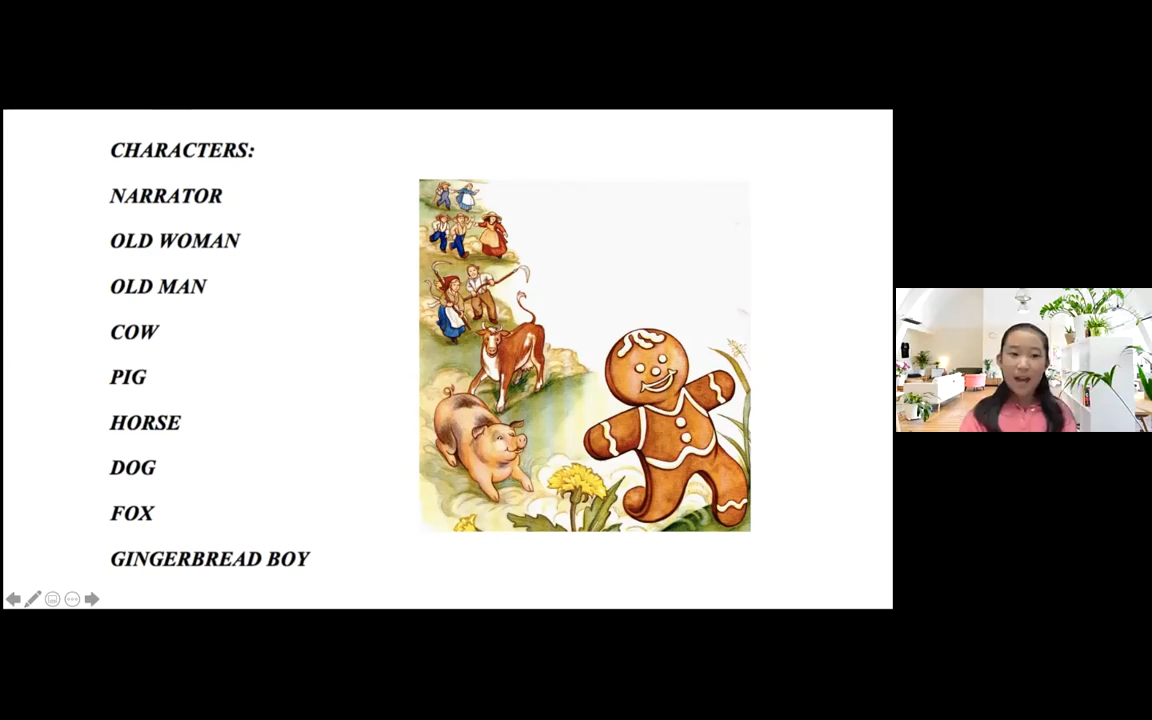 CHARACTERS:
NARRATOR
OLD WOMAN
OLD MAN
COW
PIG
HORSE
DOG
FOX
GINGERBREAD BOY